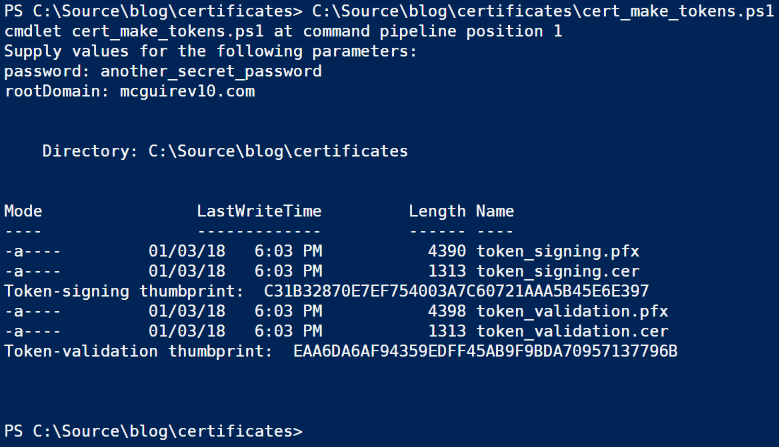 PS C:\Source\blog\certificates> C:\Source\blog\certificates\cert_make_tokens.ps1
cmdlet cert_make_tokens.ps1 at command pipeline position 1
Supply values for the following parameters:
password: another_secret_password
rootDomain: mcguirev10.com
Directory: C:\Source\blog\certificates
Mode LastWriteTime Length Name
---- ------------- ------ ----
-a---- 01/03/18 6:03 PM 4390 token_signing.pfx
-a---- 01/03/18 6:03 PM 1313 token_signing.cer
Token-signing thumbprint: C31B32870E7EF754003A7C60721AAA5B45E6E397
-a---- 01/03/18 6:03 PM 4398 token_validation.pfx
-a---- 01/03/18 6:03 PM 1313 token_validation.cer
Token-validation thumbprint: EAA6DA6AF94359EDFF45AB9F9BDA70957137796B
PS C:\Source\blog\certificates>